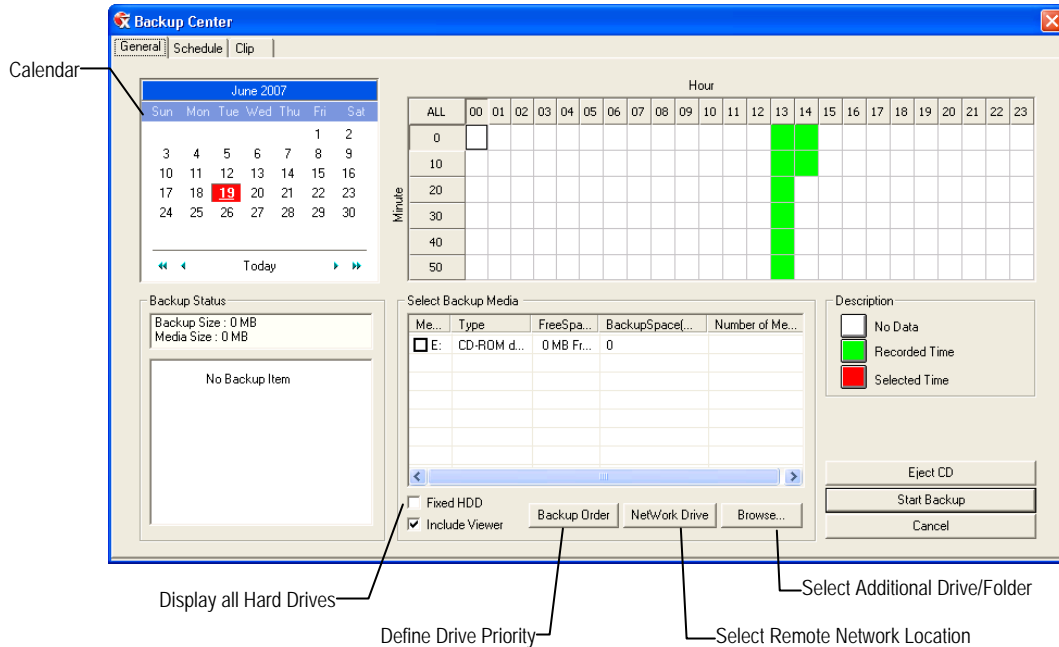 Backup Center
General Schedule Clip
Calendar
June 2007
Sun Mon Tue Wed Thu Fri Sat
1 2
3 4 5 6 7 8 9
10 11 12 13 14 15 16
17 18 19 20 21 22 23
24 25 26 27 28 29 30
Today
Hour
ALL 00 01 02 03 04 05 06 07 08 09 10 11 12 13 14 15 16 17 18 19 20 21 22 23
Minute
0
10
20
30
40
50
Backup Status
Backup Size : 0 MB
Media Size : 0 MB
No Backup Item
Select Backup Media
Me... Type FreeSpa... BackupSpace(... Number of Me...
E: CD-ROM d... 0 MB Fr... 0
Fixed HDD
Include Viewer
Backup Order NetWork Drive Browse...
Description
No Data
Recorded Time
Selected Time
Eject CD
Start Backup
Cancel
Display all Hard Drives
Define Drive Priority
Select Remote Network Location
Select Additional Drive/Folder